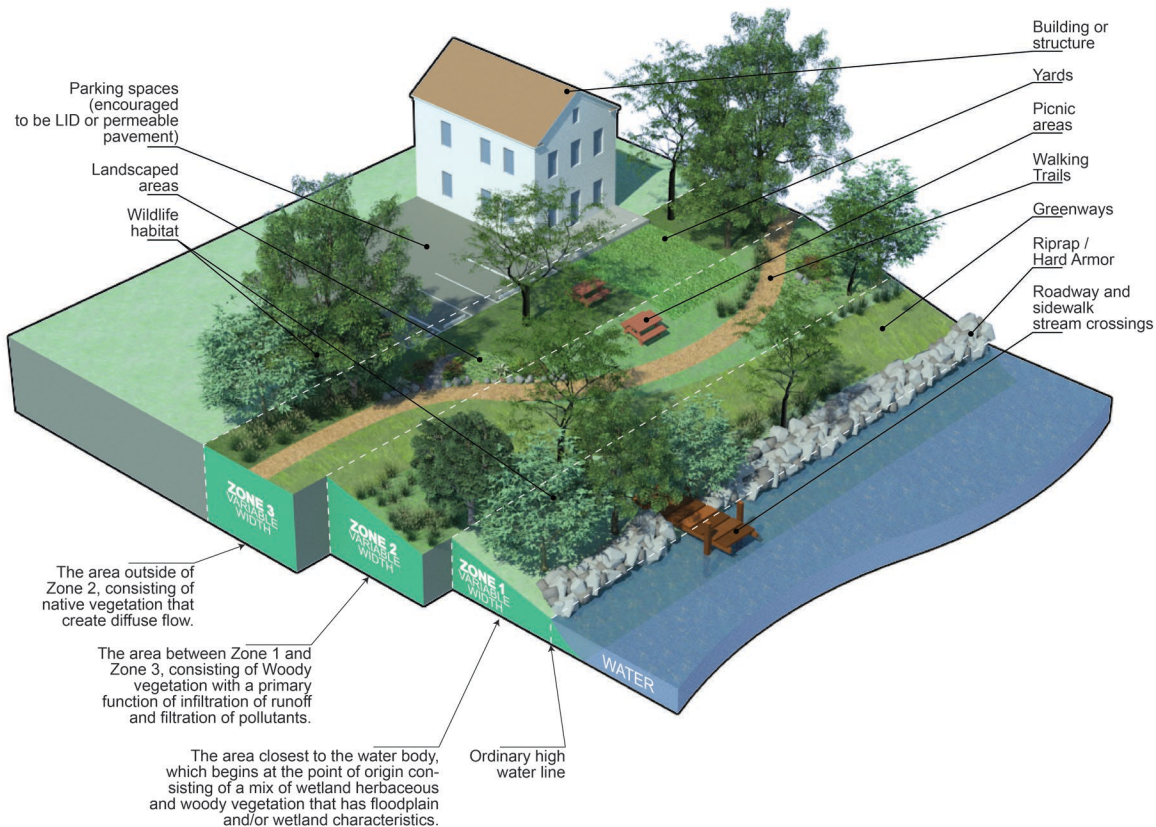 Building or
structure
Yards
Picnic
areas
Walking
Trails
Greenways
Riprap /
Hard Armor
Roadway and
sidewalk
stream crossings
Parking spaces
(encouraged
to be LID or permeable
pavement)
Landscaped
areas
Wildlife
habitat
ZONE 3
VARIABLE
WIDTH
ZONE 2
VARIABLE
WIDTH
ZONE 1
VARIABLE
WIDTH
WATER
The area outside of
Zone 2, consisting of
native vegetation that
create diffuse flow.
The area between Zone 1 and
Zone 3, consisting of Woody
vegetation with a primary
function of infiltration of runoff
and filtration of pollutants.
The area closest to the water body,
which begins at the point of origin con-
sisting of a mix of wetland herbaceous
and woody vegetation that has floodplain
and/or wetland characteristics.
Ordinary high
water line